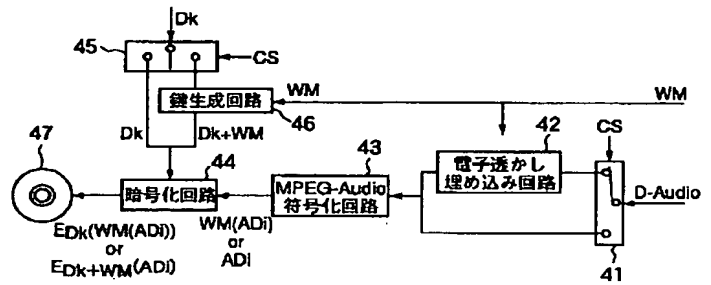 Dk
45
CS
WM
WM
鍵生成回路
46
CS
42
Dk
Dk+WM
47
44
43
電子透かし
埋め込み回路
D-Audio
暗号化回路
MPEG-Audio
符号化回路
EDk(WM(ADi))
or
EDk+WM(ADi)
WM(ADi)
or
ADi
41